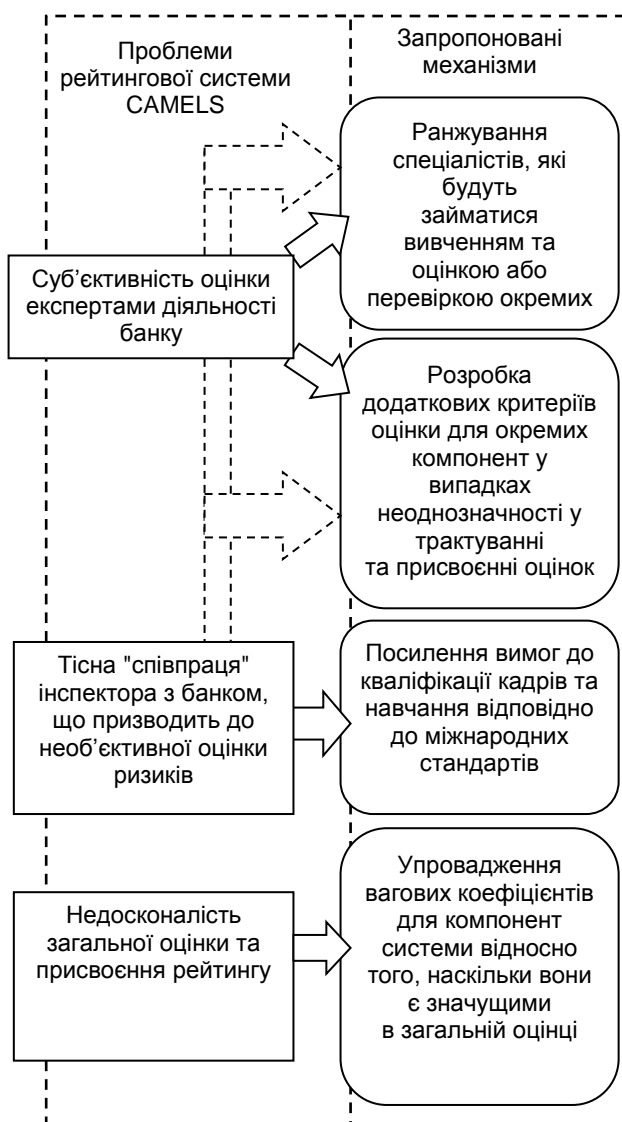 Проблеми
рейтингової системи
CAMELS
Запропоновані
механізми
Суб’єктивність оцінки
експертами діяльності
банку
Ранжування
спеціалістів, які
будуть
займатися
вивченням та
оцінкою або
перевіркою окремих
Розробка
додаткових критеріїв
оцінки для окремих
компонент у
випадках
неоднозначності у
трактуванні
та присвоєнні оцінок
Тісна "співпраця"
інспектора з банком,
що призводить до
необ’єктивної оцінки
ризиків
Посилення вимог до
кваліфікації кадрів та
навчання відповідно
до міжнародних
стандартів
Недосконалість
загальної оцінки та
присвоєння рейтингу
Упровадження
вагових коефіцієнтів
для компонент
системи відносно
того, наскільки вони
є значущими
в загальній оцінці